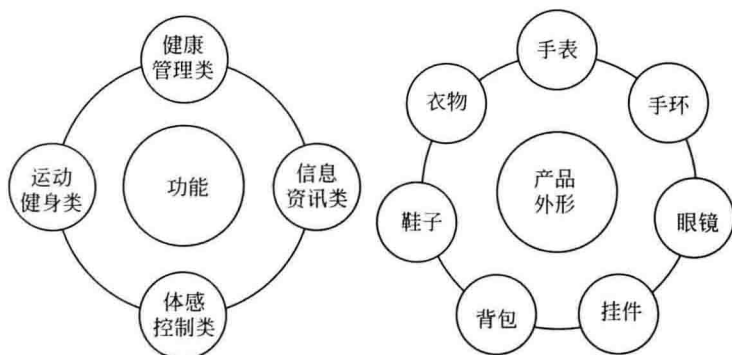 健康
管理类
运动
健身类
功能
信息
资讯类
体感
控制类
手表
衣物
手环
产品
外形
鞋子
眼镜
背包
挂件